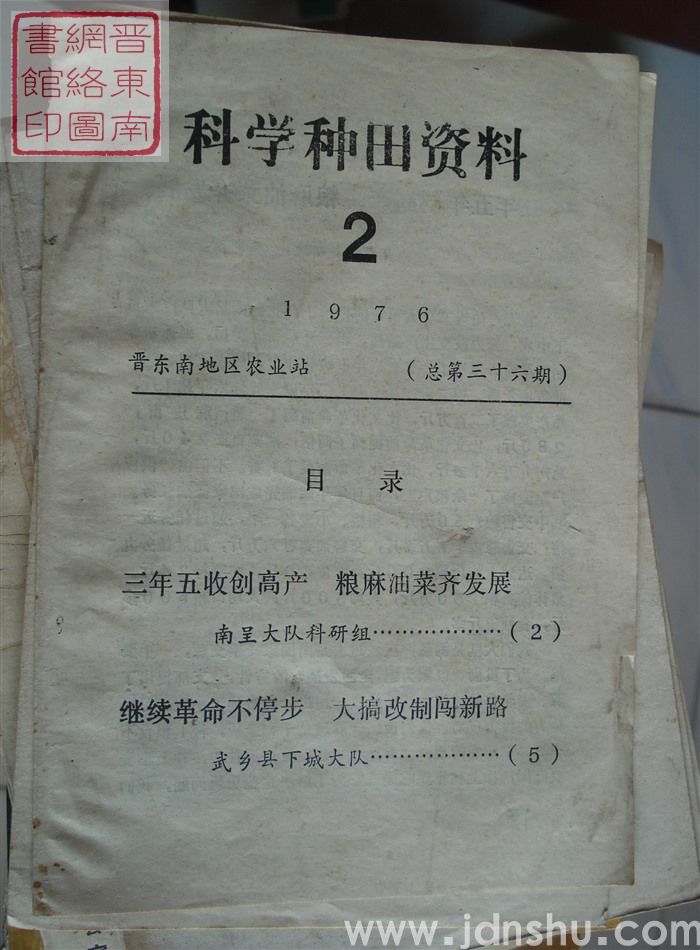 晋東南
網絡圖
書館印
科学种田资料
2
1976
晋东南地区农业站 (总第三十六期)
目 录
三年五收创高产 粮麻油菜齐发展
南呈大队科研组………………(2)
继续革命不停步 大搞改制闯新路
武乡县下城大队………………(5)
www.jdnshu.com